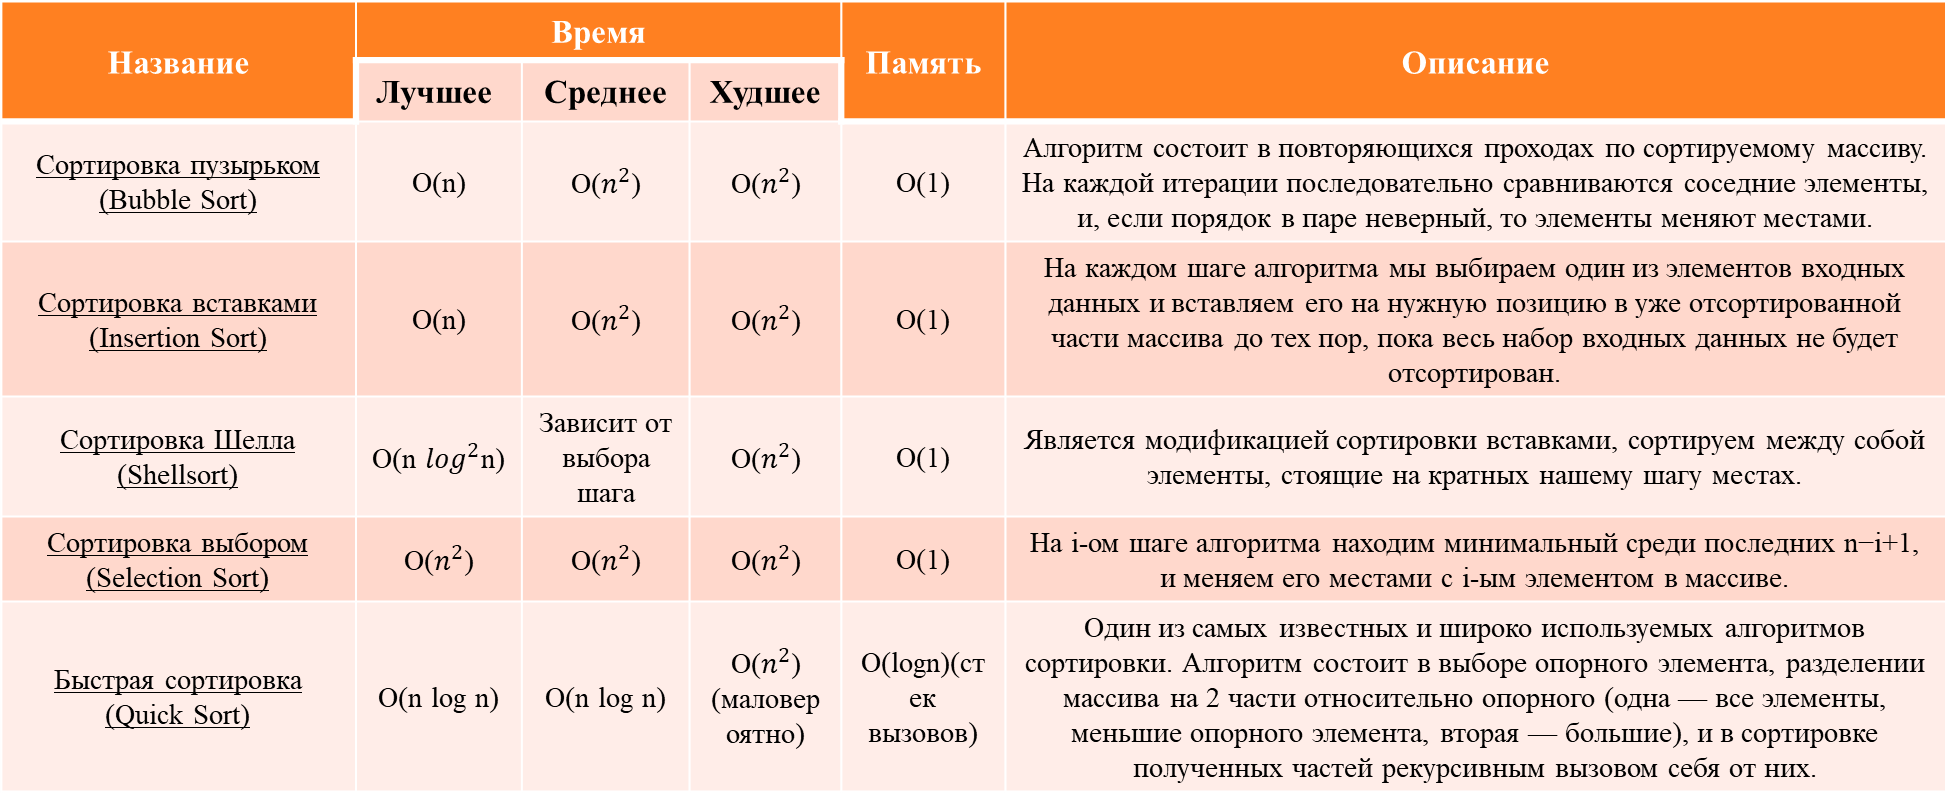 Название
Время
Память
Описание
Лучшее
Среднее
Худшее
Сортировка пузырьком
(Bubble Sort)
O(n)
O(n²)
O(n²)
O(1)
Алгоритм состоит в повторяющихся проходах по сортируемому массиву.
На каждой итерации последовательно сравниваются соседние элементы,
и, если порядок в паре неверный, то элементы меняют местами.
Сортировка вставками
(Insertion Sort)
O(n)
O(n²)
O(n²)
O(1)
На каждом шаге алгоритма мы выбираем один из элементов входных
данных и вставляем его на нужную позицию в уже отсортированной
части массива до тех пор, пока весь набор входных данных не будет
отсортирован.
Сортировка Шелла
(Shellsort)
O(n log²n)
Зависит от
выбора
шага
O(n²)
O(1)
Является модификацией сортировки вставками, сортируем между собой
элементы, стоящие на кратных нашему шагу местах.
Сортировка выбором
(Selection Sort)
O(n²)
O(n²)
O(n²)
O(1)
На i-ом шаге алгоритма находим минимальный среди последних n−i+1,
и меняем его местами с i-ым элементом в массиве.
Быстрая сортировка
(Quick Sort)
O(n log n)
O(n log n)
O(n²)
(маловер
оятно)
O(logn)(ст
ек
вызовов)
Один из самых известных и широко используемых алгоритмов
сортировки. Алгоритм состоит в выборе опорного элемента, разделении
массива на 2 части относительно опорного (одна — все элементы,
меньшие опорного элемента, вторая — большие), и в сортировке
полученных частей рекурсивным вызовом себя от них.